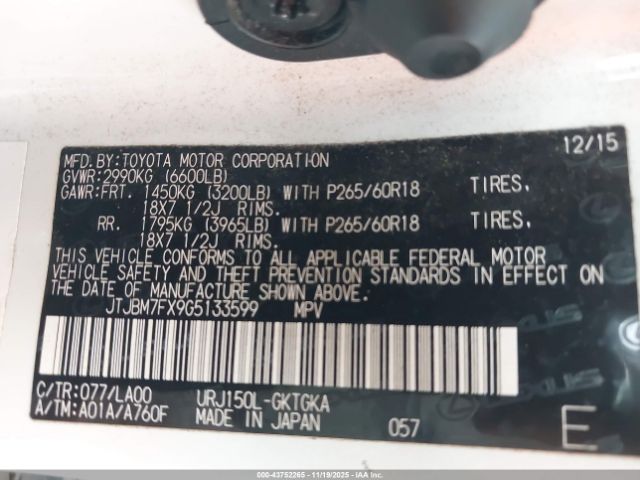 12/15
MFD.BY:TOYOTA MOTOR CORPORATION
GVWR:2990KG (6600LB)
GAWR:FRT. 1450KG (3200LB) WITH P265/60R18 TIRES,
18X7 1/2J RIMS.
RR. 1795KG (3965LB) WITH P265/60R18 TIRES,
18X7 1/2J RIMS.
THIS VEHICLE CONFORMS TO ALL APPLICABLE FEDERAL MOTOR
VEHICLE SAFETY AND THEFT PREVENTION STANDARDS IN EFFECT ON
THE DATE OF MANUFACTURE SHOWN ABOVE.
JTJBM7FX9G5133599 MPV
C/TR:077/LA00 URJ150L-GKTGKA
A/TM:A01A/A760F MADE IN JAPAN 057 E
LEXUS
000-43752265 - 11/19/2025 - IAAI.COM